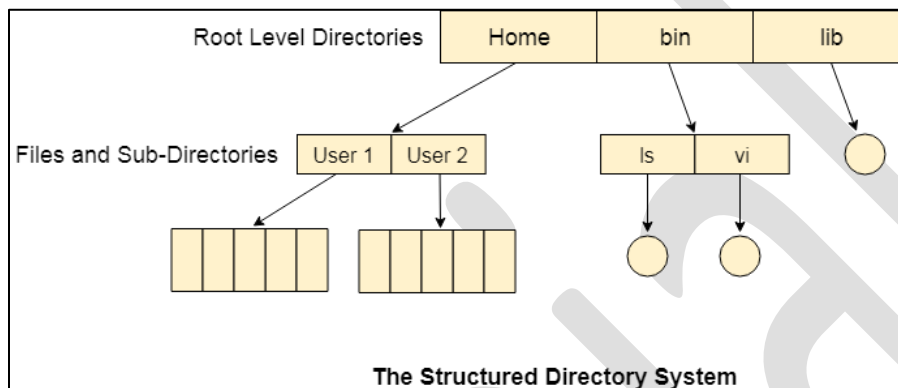 Root Level Directories Home bin lib
Files and Sub-Directories User 1 User 2 ls vi
The Structured Directory System